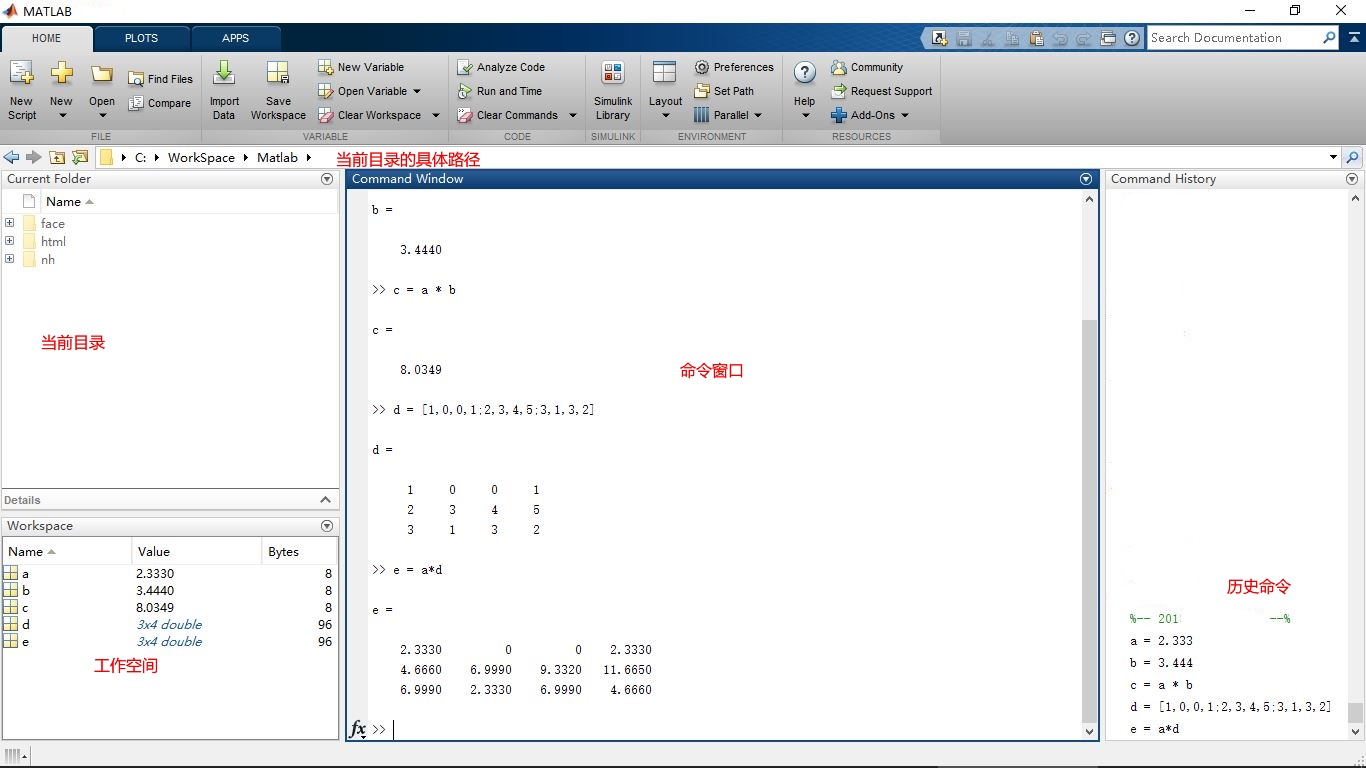 MATLAB
HOME PLOTS APPS
Search Documentation
New Script
New
Open
Find Files
Compare
FILE
Import Data
Save Workspace
New Variable
Open Variable
Clear Workspace
VARIABLE
Analyze Code
Run and Time
Clear Commands
CODE
Simulink Library
SIMULINK
Layout
Preferences
Set Path
Parallel
ENVIRONMENT
Help
Community
Request Support
Add-Ons
RESOURCES
C: WorkSpace Matlab
当前目录的具体路径
Current Folder
Name
face
html
nh
当前目录
Details
Workspace
Name Value Bytes
a 2.3330 8
b 3.4440 8
c 8.0349 8
d 3x4 double 96
e 3x4 double 96
工作空间
Command Window
b =
3.4440
>> c = a * b
c =
8.0349
命令窗口
>> d = [1,0,0,1;2,3,4,5;3,1,3,2]
d =
1 0 0 1
2 3 4 5
3 1 3 2
>> e = a*d
e =
2.3330 0 0 2.3330
4.6660 6.9990 9.3320 11.6650
6.9990 2.3330 6.9990 4.6660
fx >>
Command History
历史命令
%-- 201 --%
a = 2.333
b = 3.444
c = a * b
d = [1,0,0,1;2,3,4,5;3,1,3,2]
e = a*d